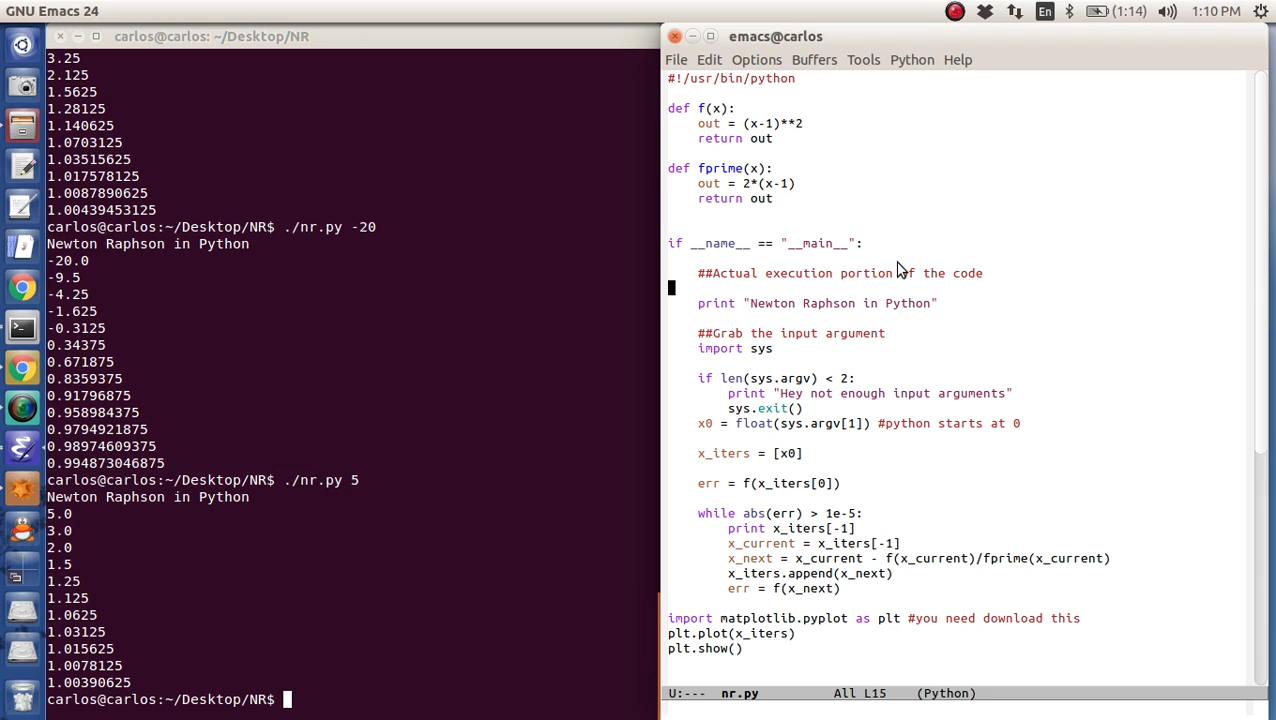 GNU Emacs 24
En
(1:14)
1:10 PM
carlos@carlos: ~/Desktop/NR
3.25
2.125
1.5625
1.28125
1.140625
1.0703125
1.03515625
1.017578125
1.0087890625
1.00439453125
carlos@carlos:~/Desktop/NR$ ./nr.py -20
Newton Raphson in Python
-20.0
-9.5
-4.25
-1.625
-0.3125
0.34375
0.671875
0.8359375
0.91796875
0.958984375
0.9794921875
0.98974609375
0.994873046875
carlos@carlos:~/Desktop/NR$ ./nr.py 5
Newton Raphson in Python
5.0
3.0
2.0
1.5
1.25
1.125
1.0625
1.03125
1.015625
1.0078125
1.00390625
carlos@carlos:~/Desktop/NR$
emacs@carlos
File Edit Options Buffers Tools Python Help
#!/usr/bin/python
def f(x):
    out = (x-1)**2
    return out
def fprime(x):
    out = 2*(x-1)
    return out
if __name__ == "__main__":
    ##Actual execution portion of the code
    print "Newton Raphson in Python"
    ##Grab the input argument
    import sys
    if len(sys.argv) < 2:
        print "Hey not enough input arguments"
        sys.exit()
    x0 = float(sys.argv[1]) #python starts at 0
    x_iters = [x0]
    err = f(x_iters[0])
    while abs(err) > 1e-5:
        print x_iters[-1]
        x_current = x_iters[-1]
        x_next = x_current - f(x_current)/fprime(x_current)
        x_iters.append(x_next)
        err = f(x_next)
import matplotlib.pyplot as plt #you need download this
plt.plot(x_iters)
plt.show()
U:--- nr.py All L15 (Python)